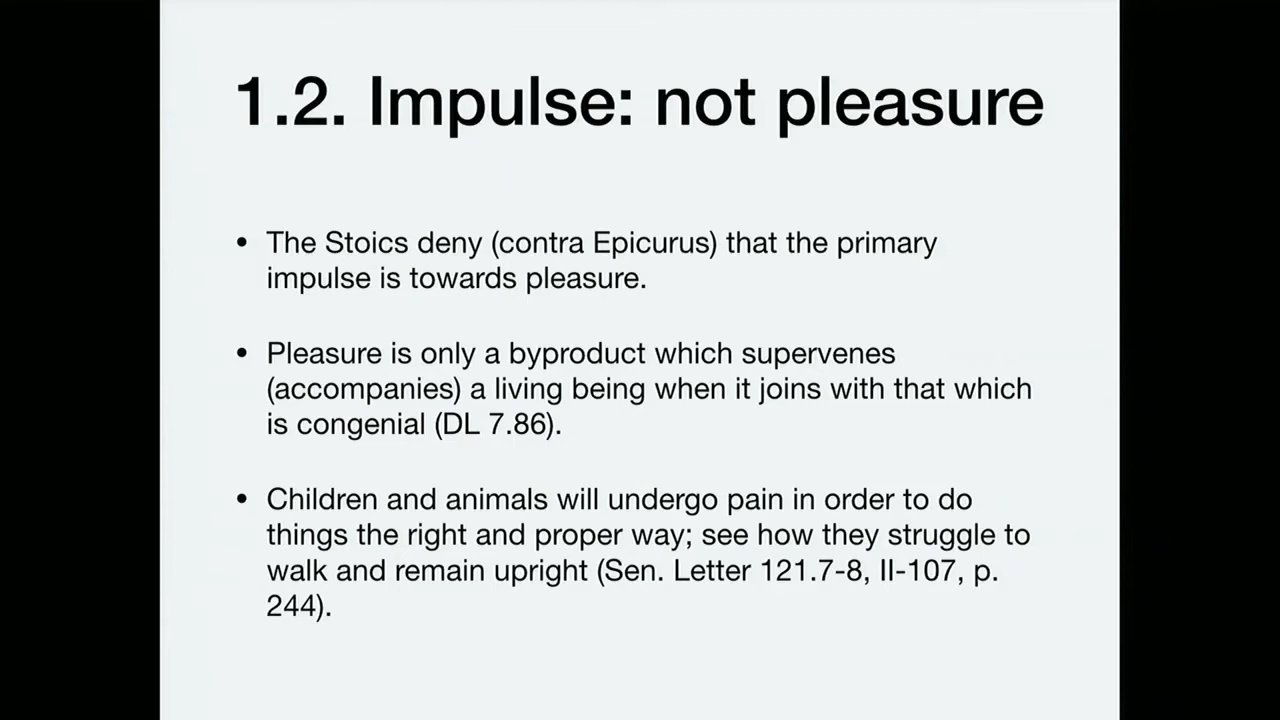 1.2. Impulse: not pleasure
• The Stoics deny (contra Epicurus) that the primary
impulse is towards pleasure.
• Pleasure is only a byproduct which supervenes
(accompanies) a living being when it joins with that which
is congenial (DL 7.86).
• Children and animals will undergo pain in order to do
things the right and proper way; see how they struggle to
walk and remain upright (Sen. Letter 121.7-8, II-107, p.
244).